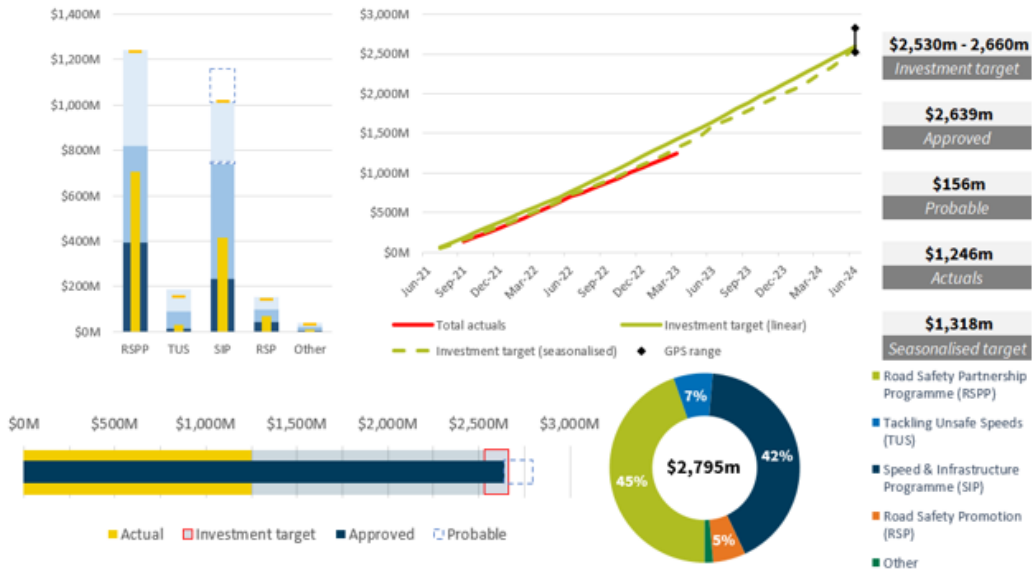 $1,400M
$1,200M
$1,000M
$800M
$600M
$400M
$200M
$0M
RSPP TUS SIP RSP Other
$3,000M
$2,500M
$2,000M
$1,500M
$1,000M
$500M
$0M
Jun-21 Sep-21 Dec-21 Mar-22 Jun-22 Sep-22 Dec-22 Mar-23 Jun-23 Sep-23 Dec-23 Mar-24 Jun-24
Total actuals Investment target (linear)
Investment target (seasonalised) GPS range
$2,530m - 2,660m
Investment target
$2,639m
Approved
$156m
Probable
$1,246m
Actuals
$1,318m
Seasonalised target
$0M $500M $1,000M $1,500M $2,000M $2,500M $3,000M
Actual Investment target Approved Probable
7%
42%
45%
5%
$2,795m
Road Safety Partnership
Programme (RSPP)
Tackling Unsafe Speeds
(TUS)
Speed & Infrastructure
Programme (SIP)
Road Safety Promotion
(RSP)
Other